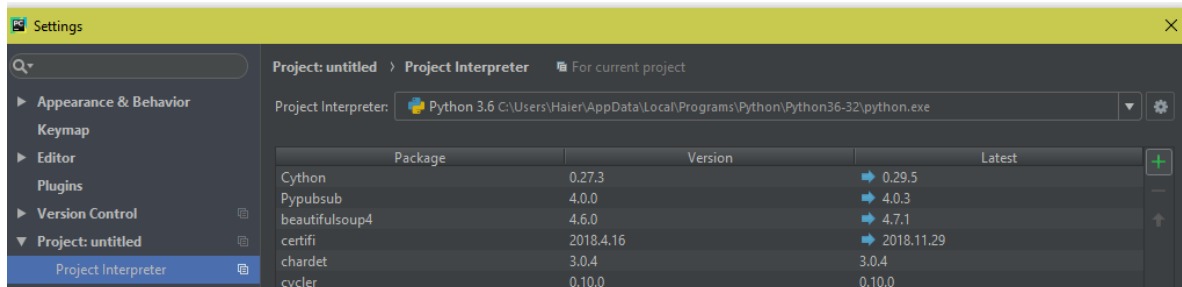 PC Settings
Project: untitled › Project Interpreter For current project
Appearance & Behavior
Project Interpreter: Python 3.6 C:\Users\Haier\AppData\Local\Programs\Python\Python36-32\python.exe
Keymap
Editor
Package Version Latest
Plugins
Cython 0.27.3 0.29.5
Pypubsub 4.0.0 4.0.3
Version Control
beautifulsoup4 4.6.0 4.7.1
Project: untitled
certifi 2018.4.16 2018.11.29
Project Interpreter
chardet 3.0.4 3.0.4
cycler 0.10.0 0.10.0